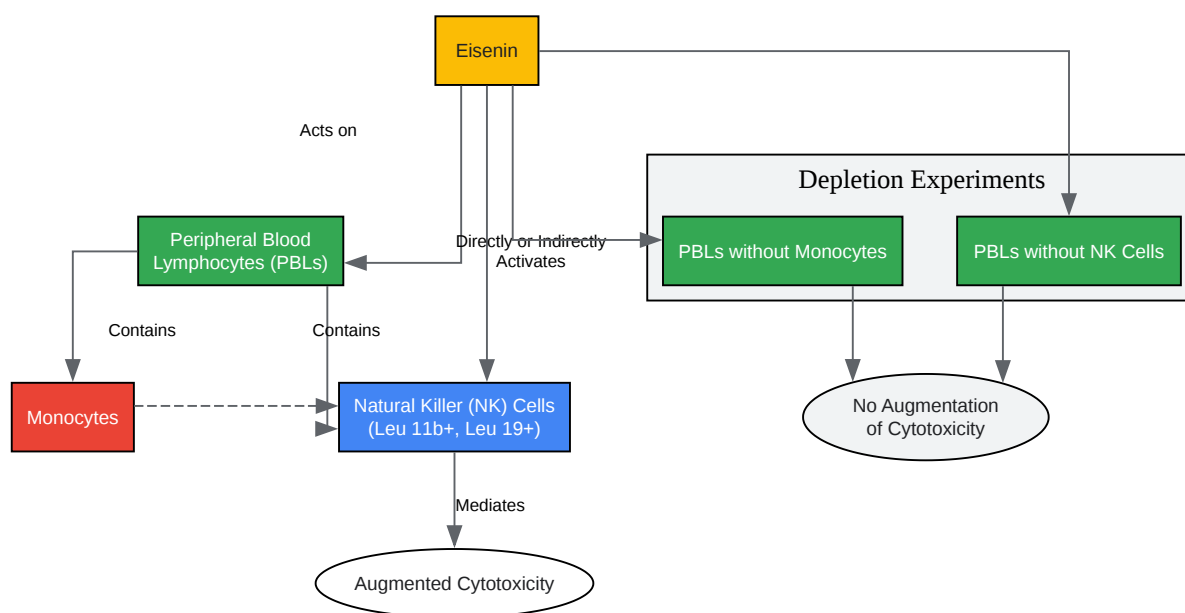 Eisenin
Acts on
Depletion Experiments
Peripheral Blood
Lymphocytes (PBLs)
Directly or Indirectly
Activates
PBLs without Monocytes
PBLs without NK Cells
Contains
Contains
Monocytes
Natural Killer (NK) Cells
(Leu 11b+, Leu 19+)
No Augmentation
of Cytotoxicity
Mediates
Augmented Cytotoxicity